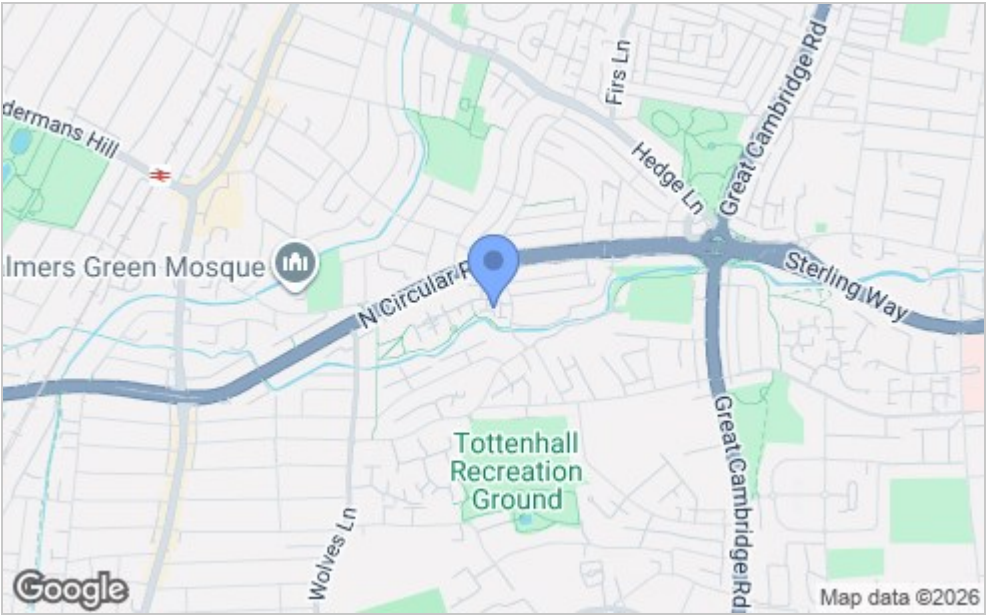 Firs Ln
Great Cambridge Rd
dermans Hill
Hedge Ln
lmers Green Mosque
N Circular R
Sterling Way
Tottenhall
Recreation
Ground
Great Cambridge Rd
Wolves Ln
Google
Map data ©2026